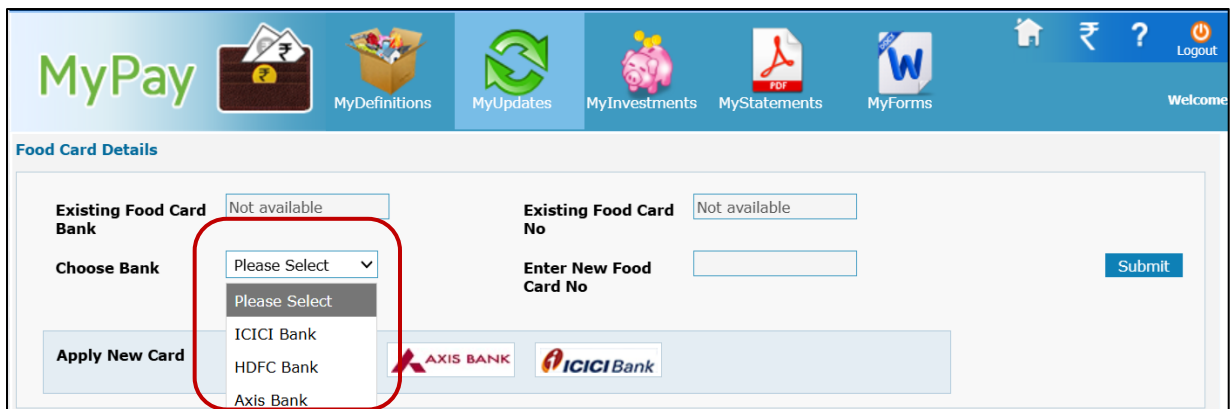 MyPay
MyDefinitions
MyUpdates
MyInvestments
PDF
MyStatements
DOCX
W
MyForms
₹
?
Logout
Welcome
Food Card Details
Existing Food Card
Bank
Not available
Existing Food Card
No
Not available
Choose Bank
Please Select
Enter New Food
Card No
Submit
Please Select
ICICI Bank
HDFC Bank
Axis Bank
Apply New Card
AXIS BANK
ICICI Bank